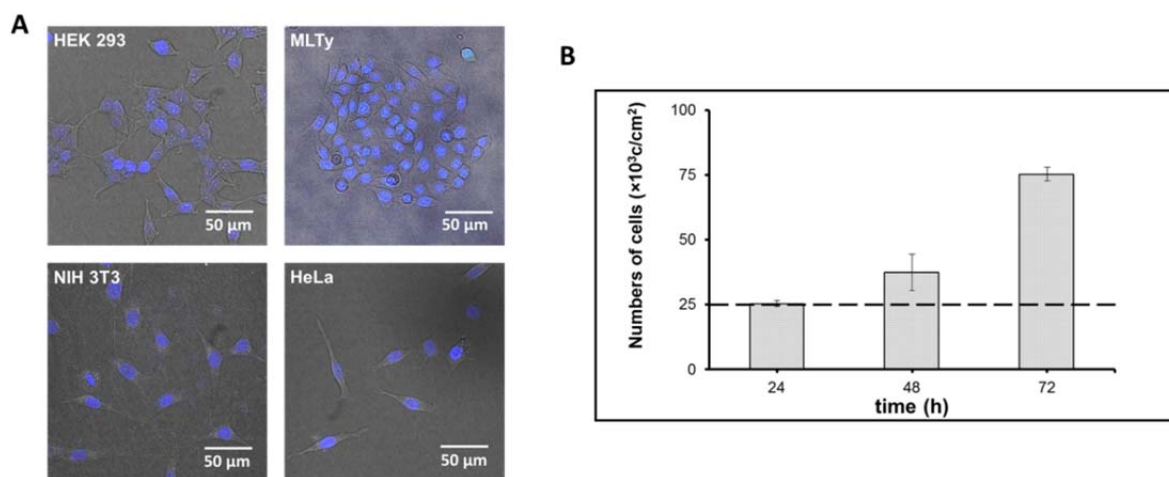 A
HEK 293
50 µm
MLTy
50 µm
NIH 3T3
50 µm
HeLa
50 µm
B
Numbers of cells (×10³c/cm²)
100
75
50
25
0
24
48
72
time (h)